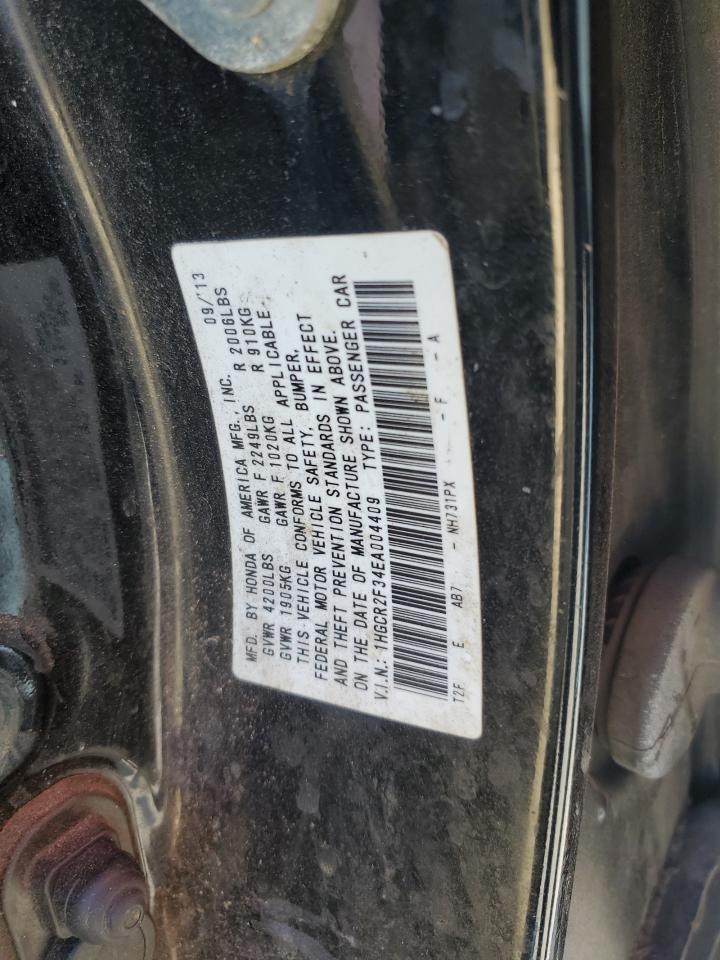 MFD. BY HONDA OF AMERICA MFG., INC. 09/13
GVWR 4200LBS GAWR F 2249LBS R 2006LBS
GVWR 1905KG GAWR F 1020KG R 910KG
THIS VEHICLE CONFORMS TO ALL APPLICABLE
FEDERAL MOTOR VEHICLE SAFETY, BUMPER,
AND THEFT PREVENTION STANDARDS IN EFFECT
ON THE DATE OF MANUFACTURE SHOWN ABOVE.
V.I.N.: 1HGCR2F34EA004409 TYPE: PASSENGER CAR
T2F E AB7 - NH731PX - F - A